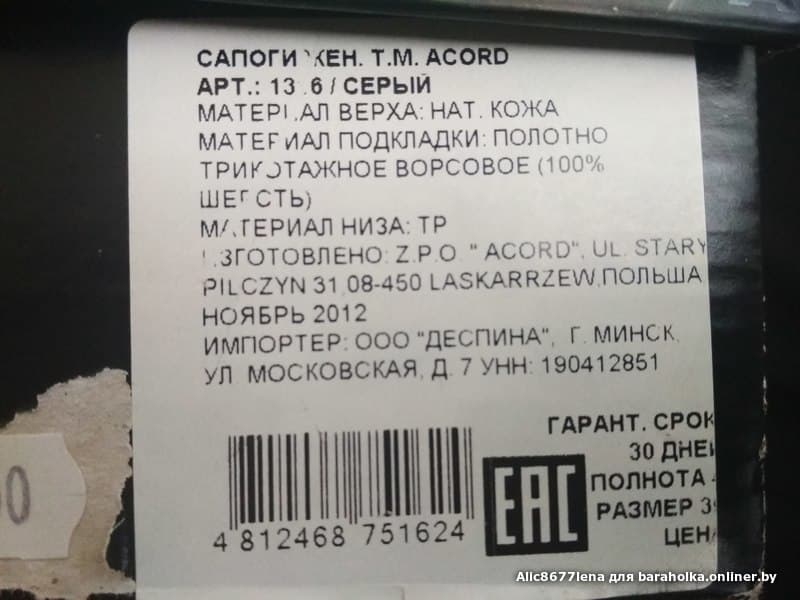 САПОГИ ЖЕН. Т.М. ACORD
АРТ.: / СЕРЫЙ
МАТЕРИАЛ ВЕРХА: НАТ. КОЖА
МАТЕРИАЛ ПОДКЛАДКИ: ПОЛОТНО
ТРИКОТАЖНОЕ ВОРСОВОЕ (100%
ШЕРСТЬ)
МАТЕРИАЛ НИЗА: ТР
ИЗГОТОВЛЕНО: Z.P.O. " ACORD", UL. STARY
PILCZYN 31,08-450 LASKARRZEW,ПОЛЬША
НОЯБРЬ 2012
ИМПОРТЕР: ООО "ДЕСПИНА", Г. МИНСК,
УЛ. МОСКОВСКАЯ, Д. 7 УНН: 190412851
ГАРАНТ. СРОК
30 ДНЕЙ
ПОЛНОТА
РАЗМЕР
ЦЕНА
EAC
4 812468 751624
Alic8677lena для baraholka.onliner.by